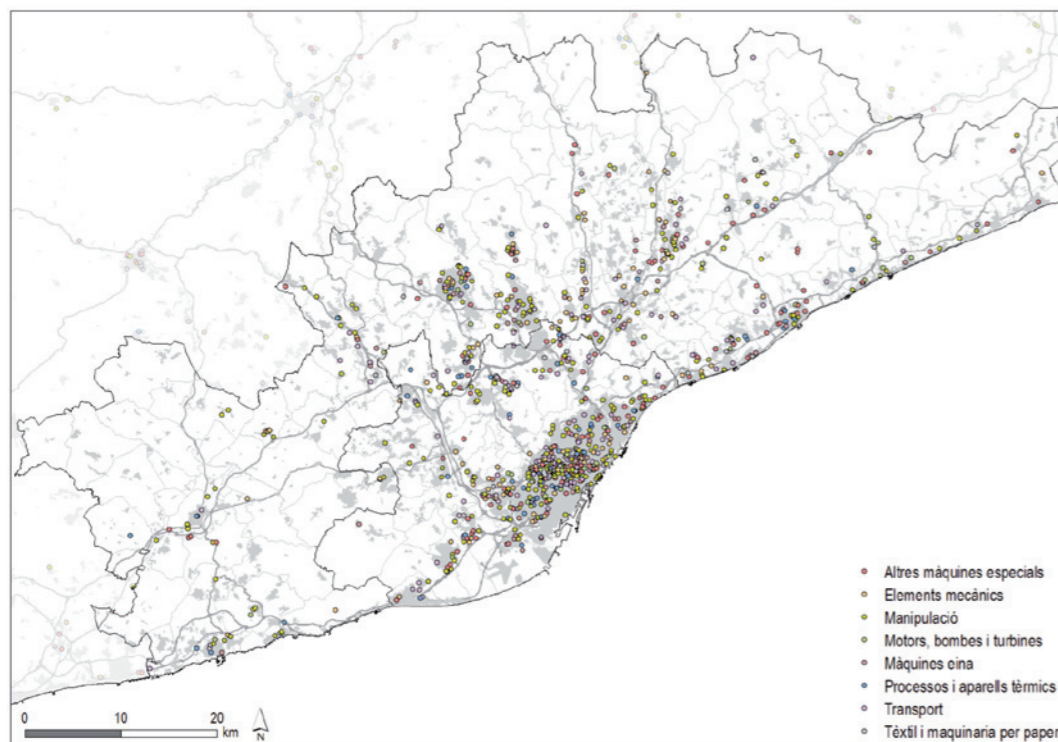 Altres màquines especials
Elements mecànics
Manipulació
Motors, bombes i turbines
Màquines eina
Processos i aparells tèrmics
Transport
Tèxtil i maquinaria per paper
0 10 20
km
N